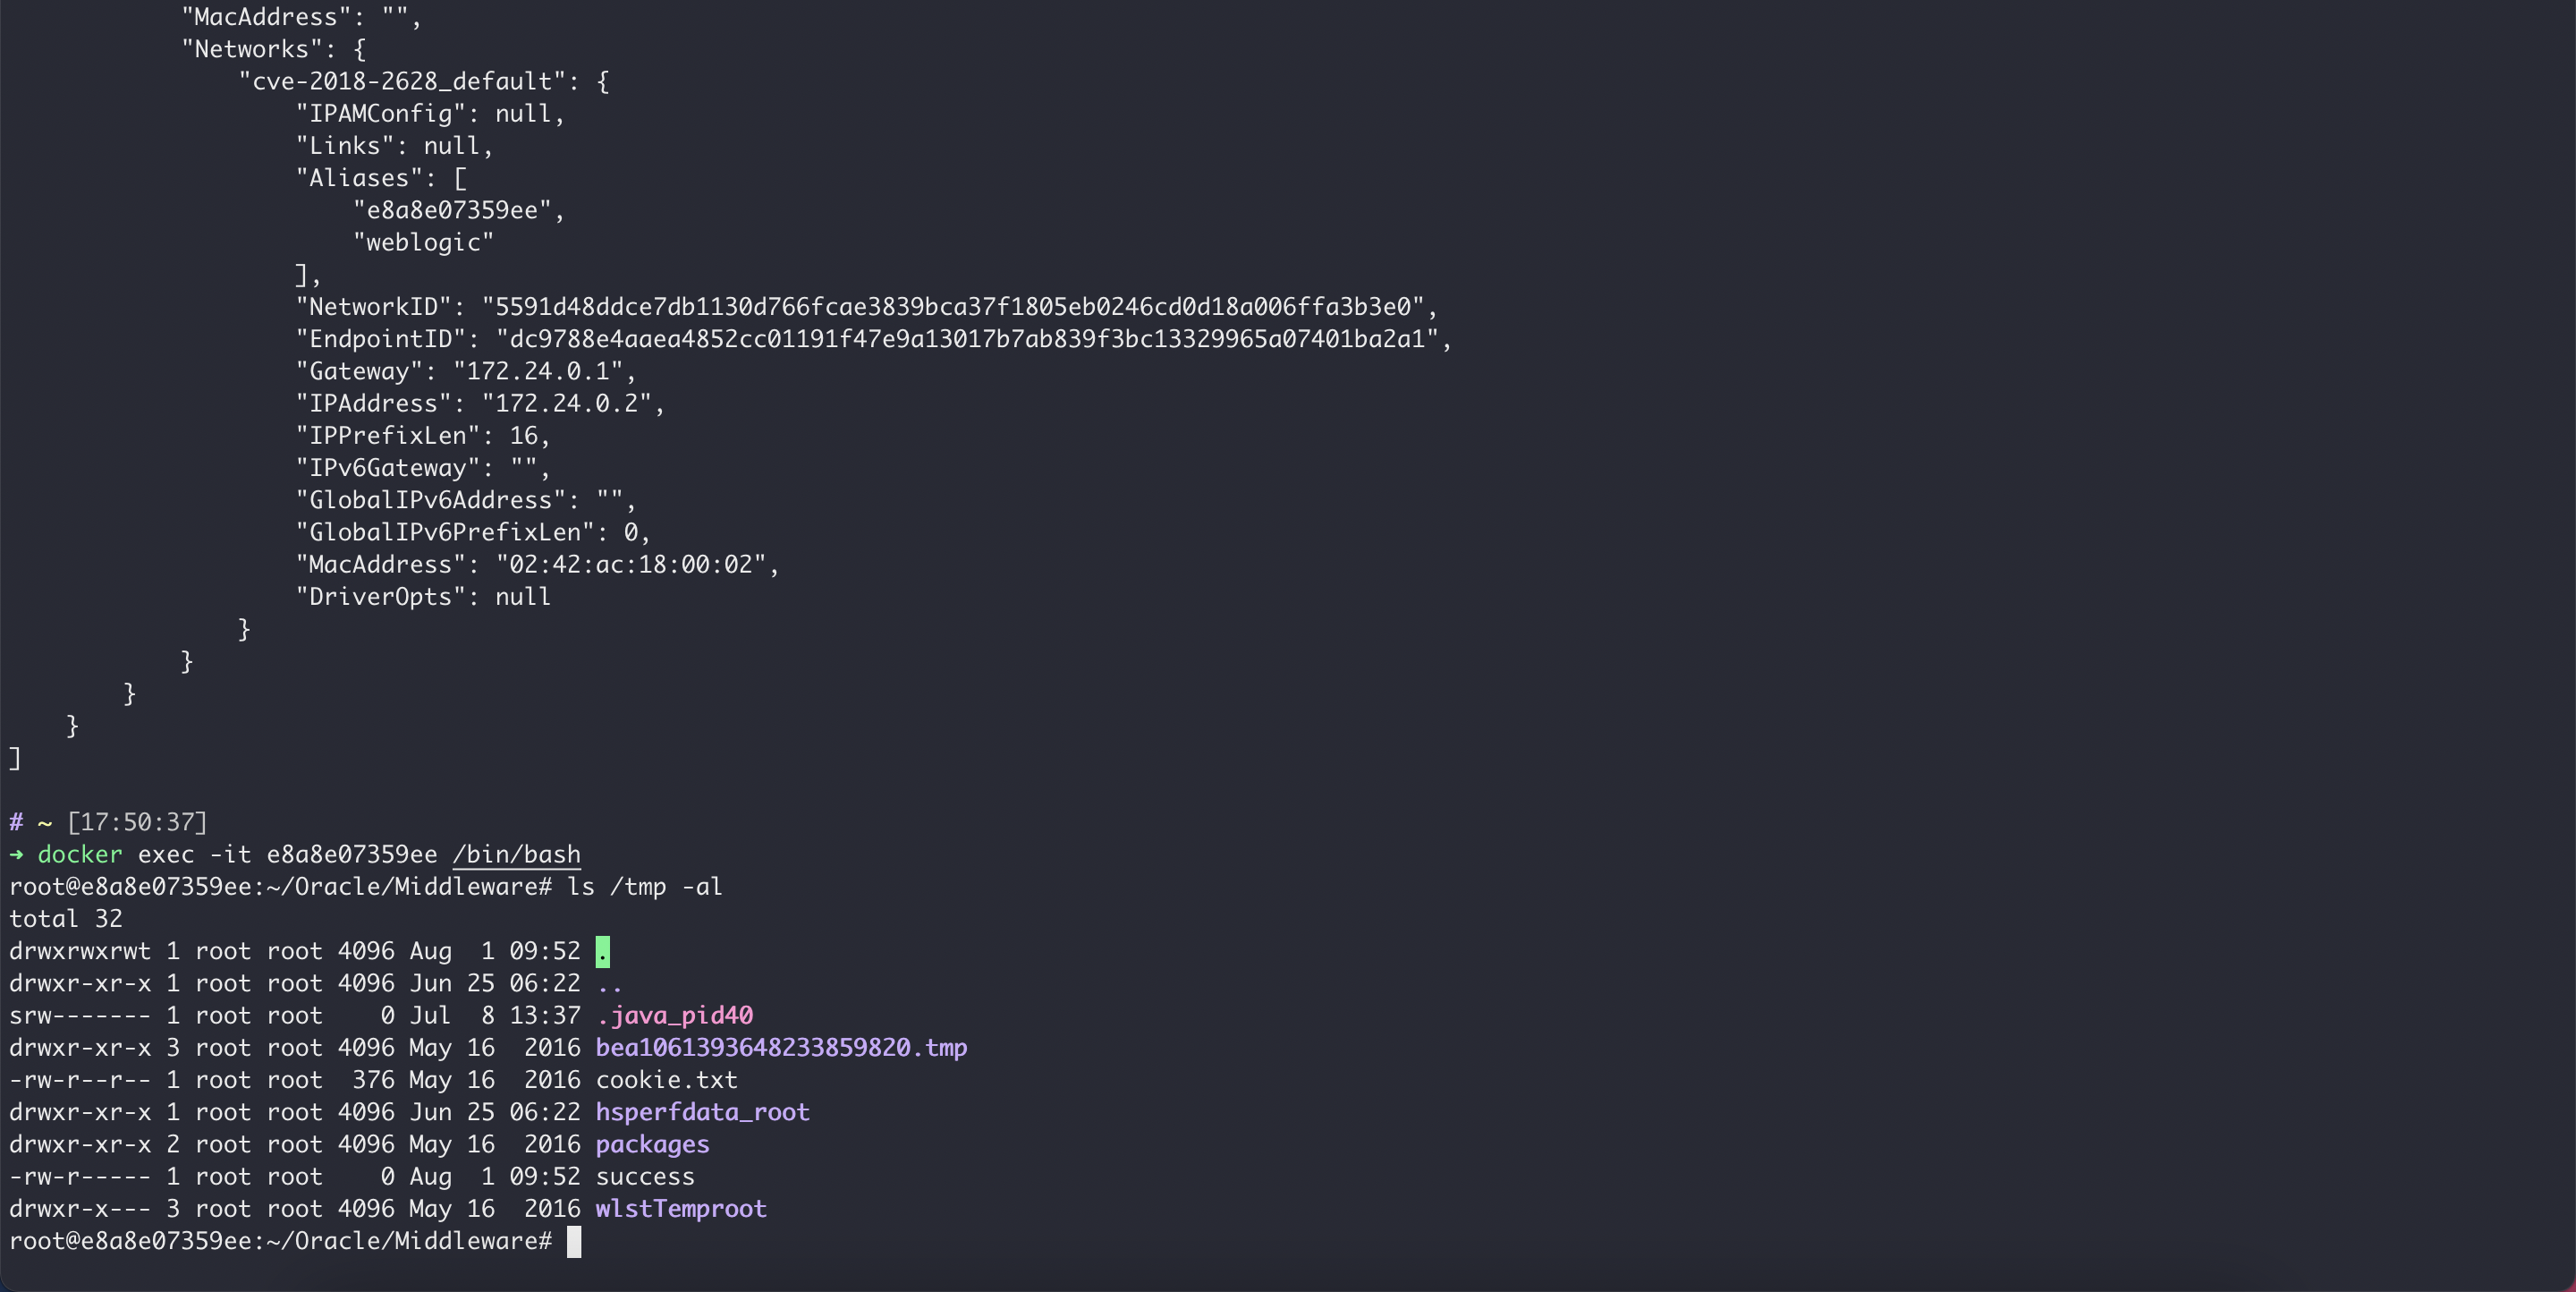 "MacAddress": "",
"Networks": {
"cve-2018-2628_default": {
"IPAMConfig": null,
"Links": null,
"Aliases": [
"e8a8e07359ee",
"weblogic"
],
"NetworkID": "5591d48ddce7db1130d766fcae3839bca37f1805eb0246cd0d18a006ffa3b3e0",
"EndpointID": "dc9788e4aaea4852cc01191f47e9a13017b7ab839f3bc13329965a07401ba2a1",
"Gateway": "172.24.0.1",
"IPAddress": "172.24.0.2",
"IPPrefixLen": 16,
"IPv6Gateway": "",
"GlobalIPv6Address": "",
"GlobalIPv6PrefixLen": 0,
"MacAddress": "02:42:ac:18:00:02",
"DriverOpts": null
}
}
}
}
]
# ~ [17:50:37]
➜ docker exec -it e8a8e07359ee /bin/bash
root@e8a8e07359ee:~/Oracle/Middleware# ls /tmp -al
total 32
drwxrwxrwt 1 root root 4096 Aug  1 09:52 .
drwxr-xr-x 1 root root 4096 Jun 25 06:22 ..
srw------- 1 root root    0 Jul  8 13:37 .java_pid40
drwxr-xr-x 3 root root 4096 May 16  2016 bea1061393648233859820.tmp
-rw-r--r-- 1 root root  376 May 16  2016 cookie.txt
drwxr-xr-x 1 root root 4096 Jun 25 06:22 hsperfdata_root
drwxr-xr-x 2 root root 4096 May 16  2016 packages
-rw-r----- 1 root root    0 Aug  1 09:52 success
drwxr-x--- 3 root root 4096 May 16  2016 wlstTemproot
root@e8a8e07359ee:~/Oracle/Middleware#